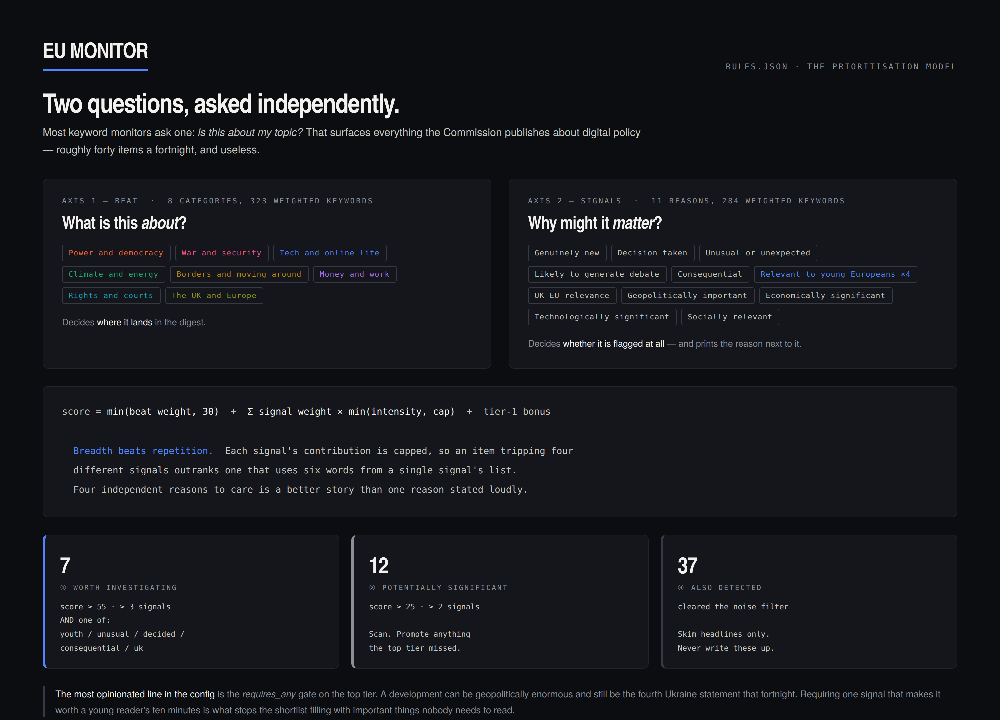 EU MONITOR
RULES.JSON · THE PRIORITISATION MODEL
Two questions, asked independently.
Most keyword monitors ask one: is this about my topic? That surfaces everything the Commission publishes about digital policy
— roughly forty items a fortnight, and useless.
AXIS 1 — BEAT · 8 CATEGORIES, 323 WEIGHTED KEYWORDS
What is this about?
Power and democracy War and security Tech and online life
Climate and energy Borders and moving around Money and work
Rights and courts The UK and Europe
Decides where it lands in the digest.
AXIS 2 — SIGNALS · 11 REASONS, 284 WEIGHTED KEYWORDS
Why might it matter?
Genuinely new Decision taken Unusual or unexpected
Likely to generate debate Consequential Relevant to young Europeans ×4
UK–EU relevance Geopolitically important Economically significant
Technologically significant Socially relevant
Decides whether it is flagged at all — and prints the reason next to it.
score = min(beat weight, 30) + Σ signal weight × min(intensity, cap) + tier-1 bonus
Breadth beats repetition. Each signal's contribution is capped, so an item tripping four
different signals outranks one that uses six words from a single signal's list.
Four independent reasons to care is a better story than one reason stated loudly.
7
① WORTH INVESTIGATING
score ≥ 55 · ≥ 3 signals
AND one of:
youth / unusual / decided /
consequential / uk
12
② POTENTIALLY SIGNIFICANT
score ≥ 25 · ≥ 2 signals
Scan. Promote anything
the top tier missed.
37
③ ALSO DETECTED
cleared the noise filter
Skim headlines only.
Never write these up.
The most opinionated line in the config is the requires_any gate on the top tier. A development can be geopolitically enormous and still be the fourth Ukraine statement that fortnight. Requiring one signal that makes it
worth a young reader's ten minutes is what stops the shortlist filling with important things nobody needs to read.